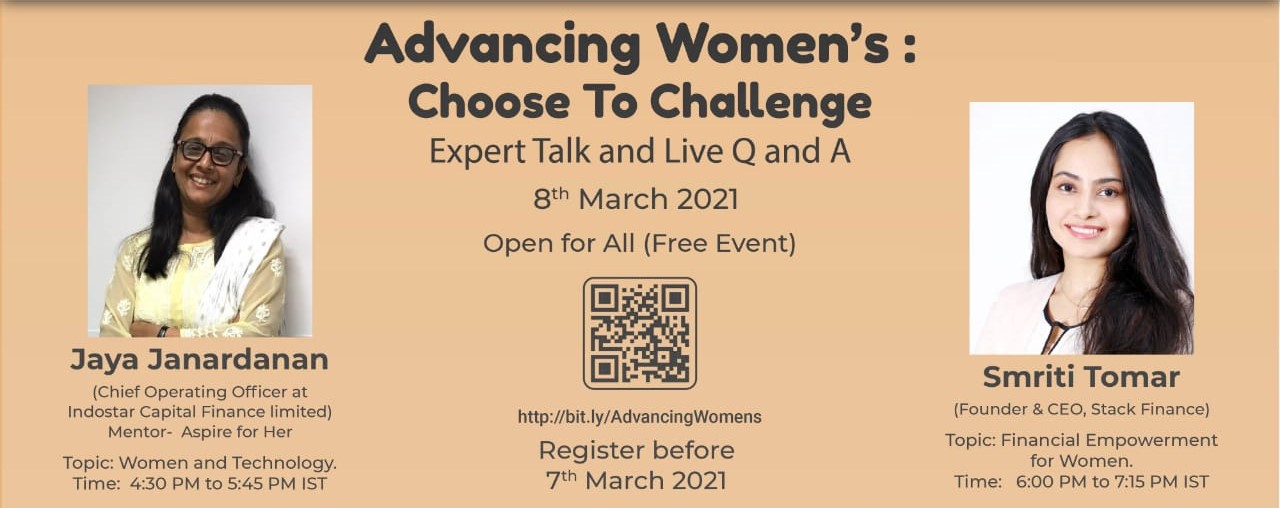 Advancing Women's :
Choose To Challenge
Expert Talk and Live Q and A
8th March 2021
Open for All (Free Event)
http://bit.ly/AdvancingWomens
Register before
7th March 2021
Jaya Janardanan
(Chief Operating Officer at
Indostar Capital Finance limited)
Mentor- Aspire for Her
Topic: Women and Technology.
Time: 4:30 PM to 5:45 PM IST
Smriti Tomar
(Founder & CEO, Stack Finance)
Topic: Financial Empowerment
for Women.
Time: 6:00 PM to 7:15 PM IST